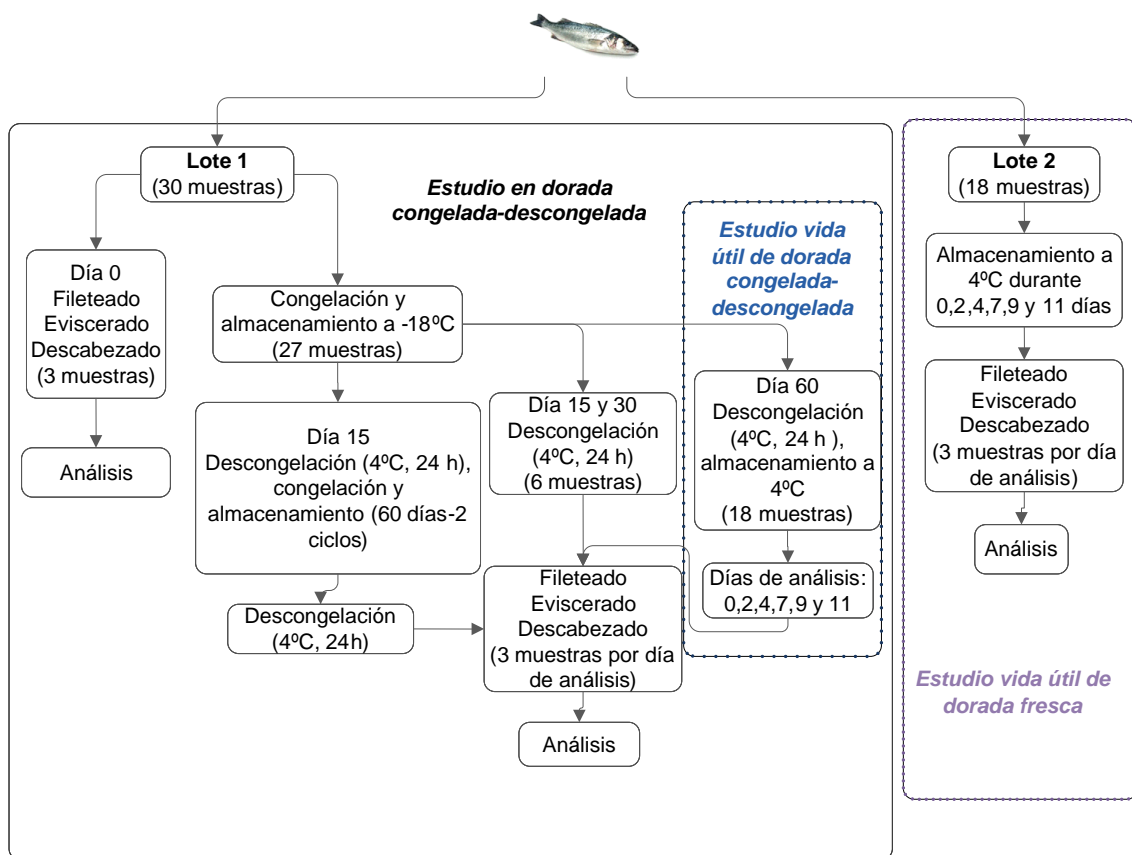 Lote 1
(30 muestras)
Estudio en dorada
congelada-descongelada
Día 0
Fileteado
Eviscerado
Descabezado
(3 muestras)
Análisis
Congelación y
almacenamiento a -18ºC
(27 muestras)
Día 15
Descongelación (4ºC, 24 h),
congelación y
almacenamiento (60 días-2
ciclos)
Descongelación
(4ºC, 24h)
Día 15 y 30
Descongelación
(4ºC, 24 h)
(6 muestras)
Fileteado
Eviscerado
Descabezado
(3 muestras por día
de análisis)
Análisis
Estudio vida
útil de dorada
congelada-
descongelada
Día 60
Descongelación
(4ºC, 24 h ),
almacenamiento a
4ºC
(18 muestras)
Días de análisis:
0,2,4,7,9 y 11
Lote 2
(18 muestras)
Almacenamiento a
4ºC durante
0,2,4,7,9 y 11 días
Fileteado
Eviscerado
Descabezado
(3 muestras por día
de análisis)
Análisis
Estudio vida útil de
dorada fresca